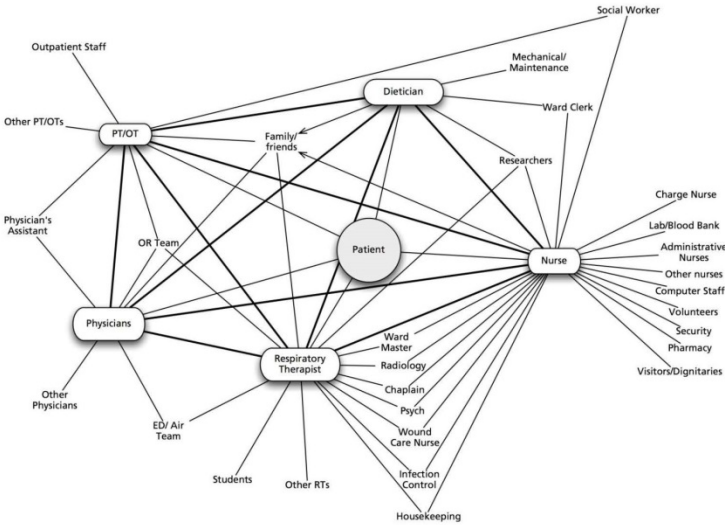 Social Worker
Outpatient Staff
Mechanical/
Maintenance
Dietician
Ward Clerk
Other PT/OTs
PT/OT
Family/
friends
Researchers
Charge Nurse
Physician's
Assistant
Lab/Blood Bank
OR Team
Patient
Nurse
Administrative
Nurses
Other nurses
Computer Staff
Volunteers
Physicians
Security
Ward
Master
Pharmacy
Respiratory
Therapist
Radiology
Visitors/Dignitaries
Chaplain
Other
Physicians
Psych
ED/ Air
Team
Wound
Care Nurse
Students
Other RTs
Infection
Control
Housekeeping